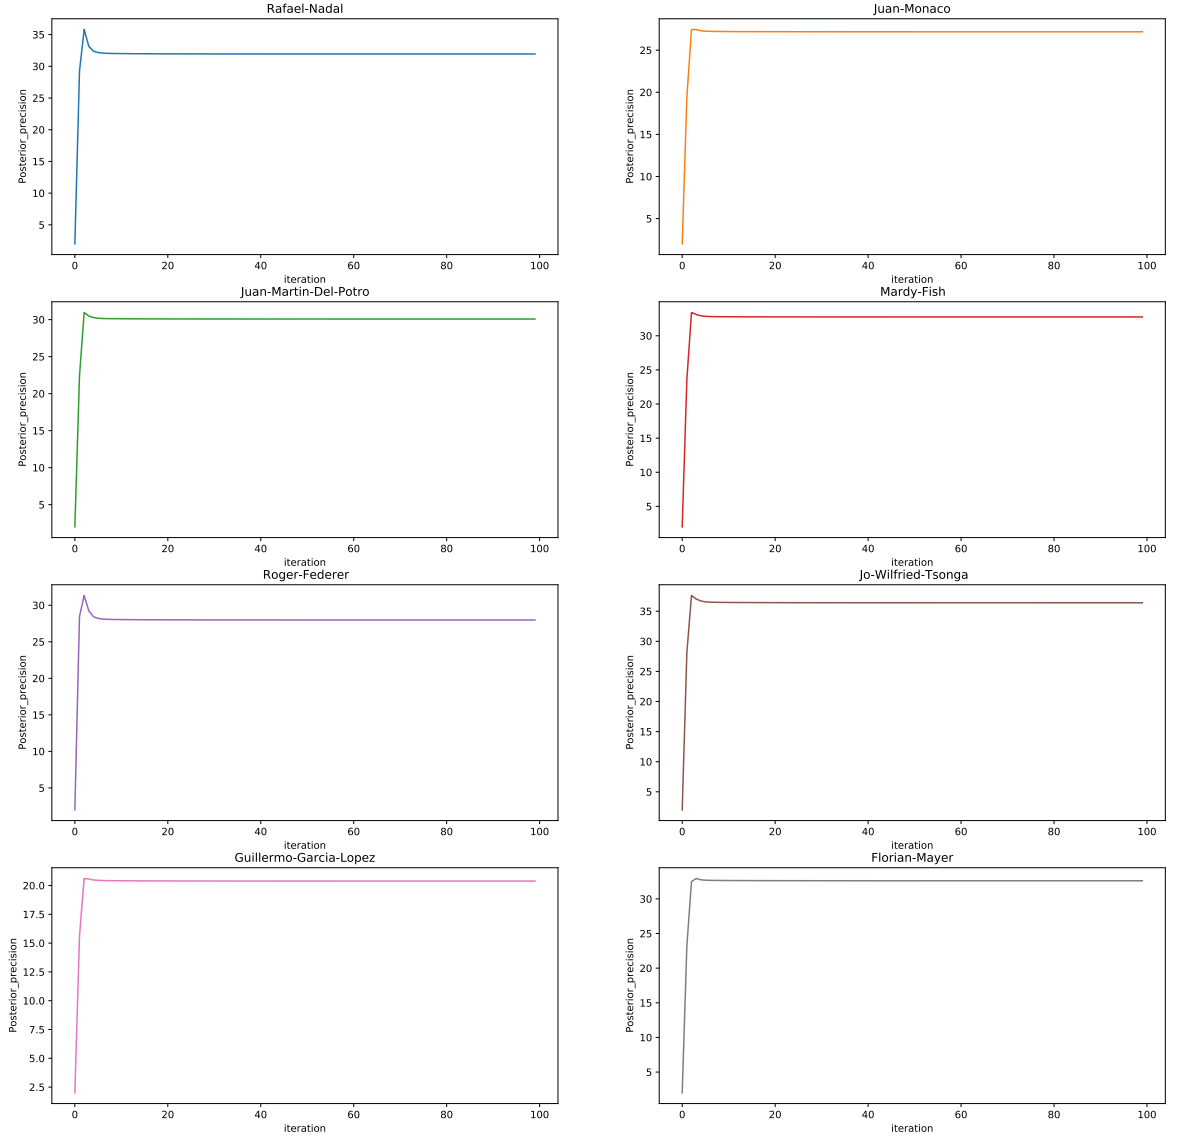 Rafael-Nadal
Posterior_precision
35
30
25
20
15
10
5
0 20 40 60 80 100
iteration
Juan-Monaco
Posterior_precision
25
20
15
10
5
0 20 40 60 80 100
iteration
Juan-Martin-Del-Potro
Posterior_precision
30
25
20
15
10
5
0 20 40 60 80 100
iteration
Mardy-Fish
Posterior_precision
30
25
20
15
10
5
0 20 40 60 80 100
iteration
Roger-Federer
Posterior_precision
30
25
20
15
10
5
0 20 40 60 80 100
iteration
Jo-Wilfried-Tsonga
Posterior_precision
35
30
25
20
15
10
5
0 20 40 60 80 100
iteration
Guillermo-Garcia-Lopez
Posterior_precision
20.0
17.5
15.0
12.5
10.0
7.5
5.0
2.5
0 20 40 60 80 100
iteration
Florian-Mayer
Posterior_precision
30
25
20
15
10
5
0 20 40 60 80 100
iteration